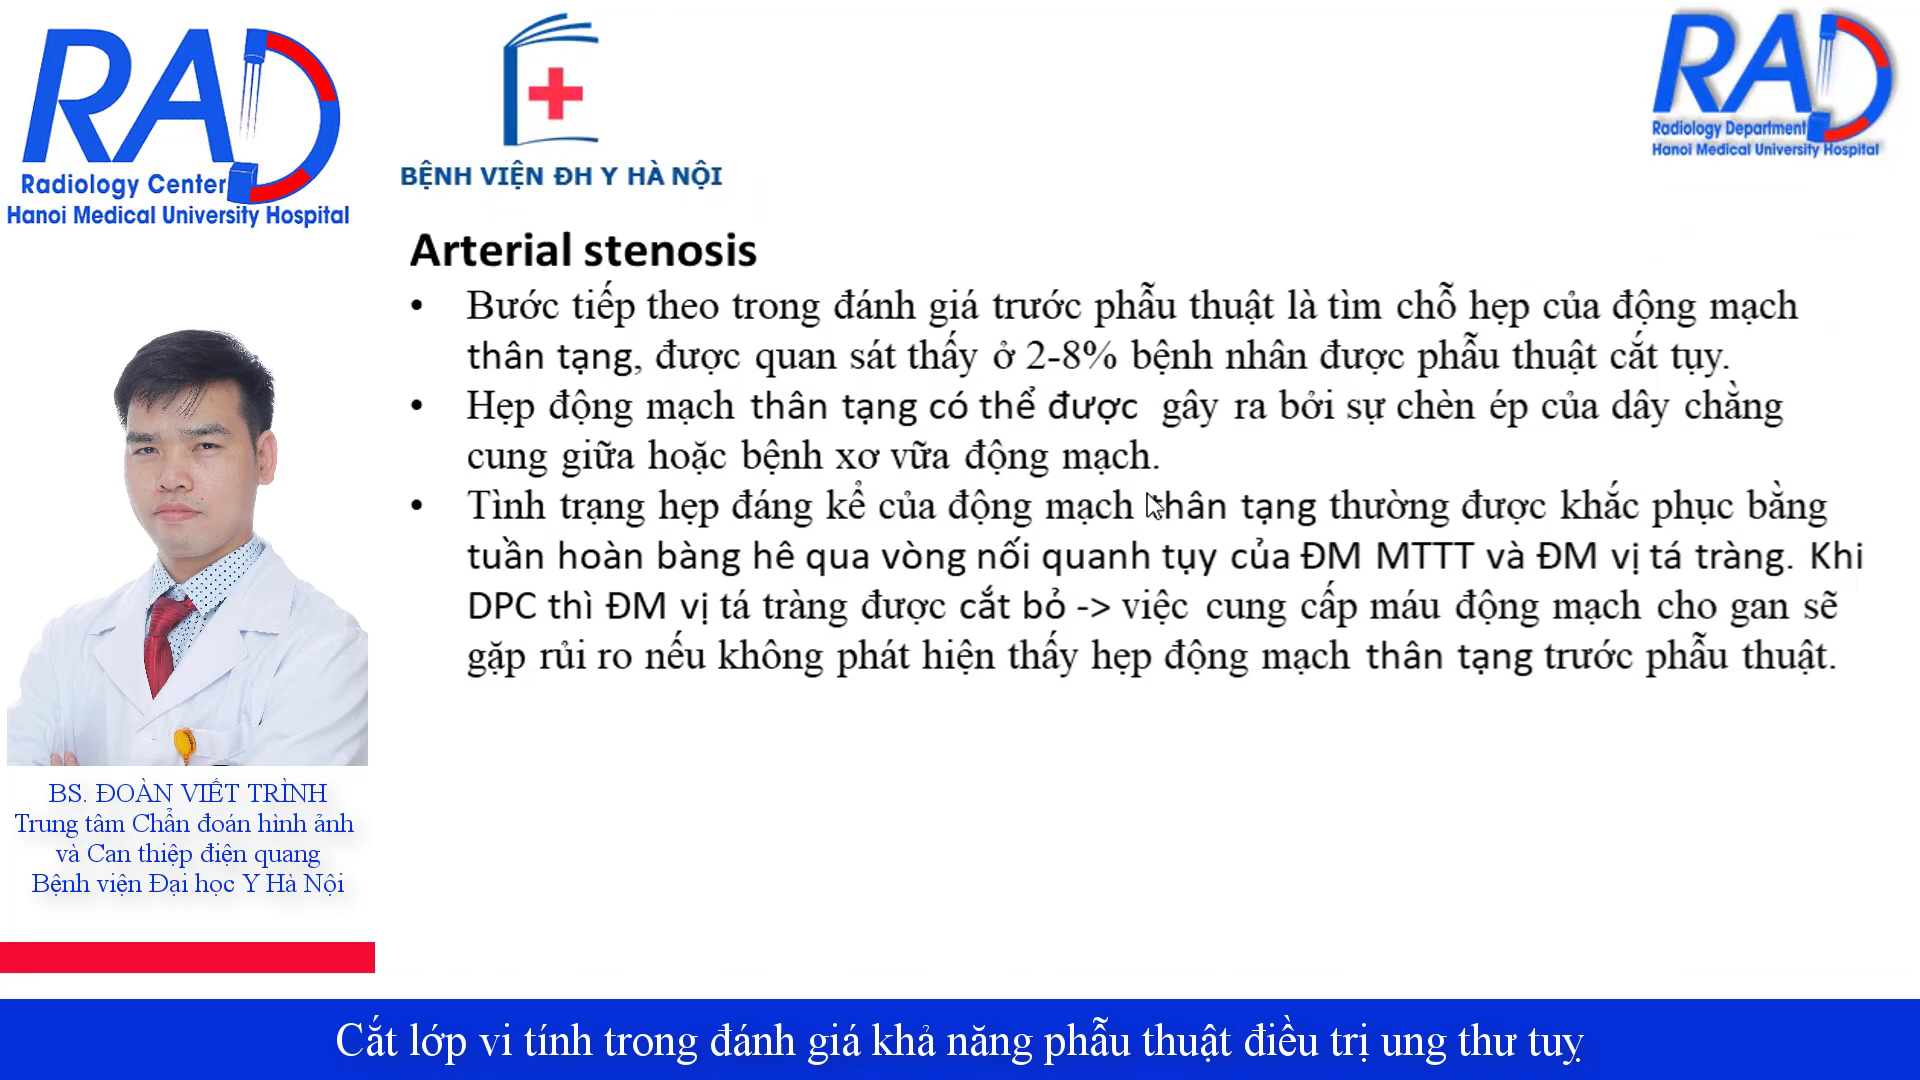 RAD
Radiology Center
Hanoi Medical University Hospital
BỆNH VIỆN ĐH Y HÀ NỘI
RAD
Radiology Department
Hanoi Medical University Hospital
Arterial stenosis
• Bước tiếp theo trong đánh giá trước phẫu thuật là tìm chỗ hẹp của động mạch
thân tạng, được quan sát thấy ở 2-8% bệnh nhân được phẫu thuật cắt tụy.
• Hẹp động mạch thân tạng có thể được gây ra bởi sự chèn ép của dây chằng
cung giữa hoặc bệnh xơ vữa động mạch.
• Tình trạng hẹp đáng kể của động mạch thân tạng thường được khắc phục bằng
tuần hoàn bàng hê qua vòng nối quanh tụy của ĐM MTTT và ĐM vị tá tràng. Khi
DPC thì ĐM vị tá tràng được cắt bỏ -> việc cung cấp máu động mạch cho gan sẽ
gặp rủi ro nếu không phát hiện thấy hẹp động mạch thân tạng trước phẫu thuật.
BS. ĐOÀN VIẾT TRÌNH
Trung tâm Chẩn đoán hình ảnh
và Can thiệp điện quang
Bệnh viện Đại học Y Hà Nội
Cắt lớp vi tính trong đánh giá khả năng phẫu thuật điều trị ung thư tuỵ